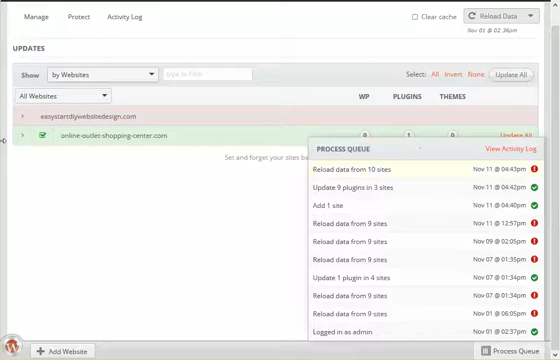 Manage Protect Activity Log Clear cache Reload Data
Nov 01 @ 02:36pm
UPDATES
Show by Websites type to Filter Select: All Invert None Update All
All Websites WP PLUGINS THEMES
easystartdiywebsitedesign.com
online-outlet-shopping-center.com 0 1 0 Update All
Set and forget your sites ba
PROCESS QUEUE View Activity Log
Reload data from 10 sites Nov 11 @ 04:43pm
Update 9 plugins in 3 sites Nov 11 @ 04:42pm
Add 1 site Nov 11 @ 04:40pm
Reload data from 9 sites Nov 11 @ 12:57pm
Reload data from 9 sites Nov 09 @ 02:05pm
Reload data from 9 sites Nov 07 @ 01:35pm
Update 1 plugin in 4 sites Nov 07 @ 01:34pm
Reload data from 9 sites Nov 07 @ 01:34pm
Reload data from 9 sites Nov 01 @ 06:05pm
Logged in as admin Nov 01 @ 02:37pm
Add Website Process Queue